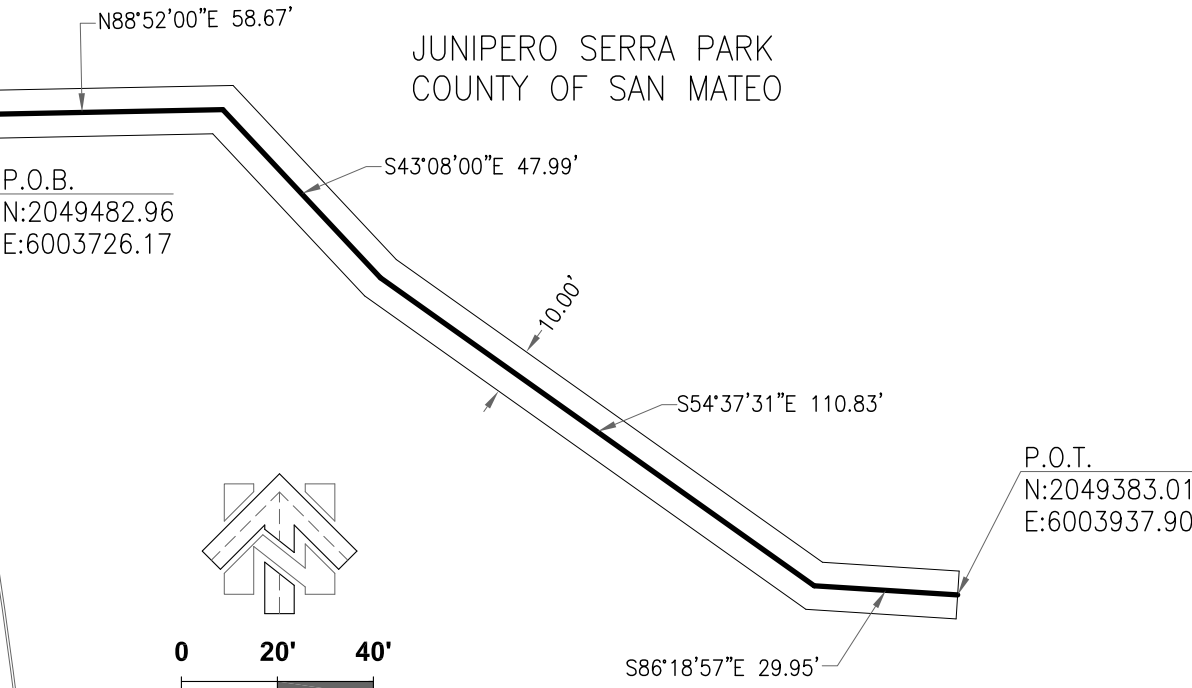 N88°52'00"E 58.67'
JUNIPERO SERRA PARK
COUNTY OF SAN MATEO
S43°08'00"E 47.99'
P.O.B.
N:2049482.96
E:6003726.17
10.00'
S54°37'31"E 110.83'
P.O.T.
N:2049383.01
E:6003937.90
0 20' 40'
S86°18'57"E 29.95'